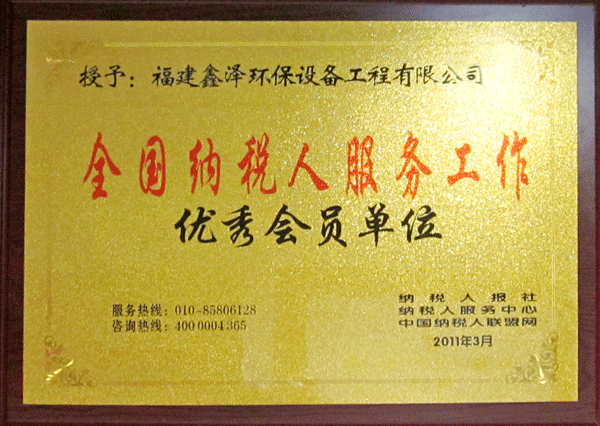 授予：福建鑫泽环保设备工程有限公司
全国纳税人服务工作
优秀会员单位
服务热线：010-85806128
咨询热线：4000004365
纳税人报社
纳税人服务中心
中国纳税人联盟网
2011年3月